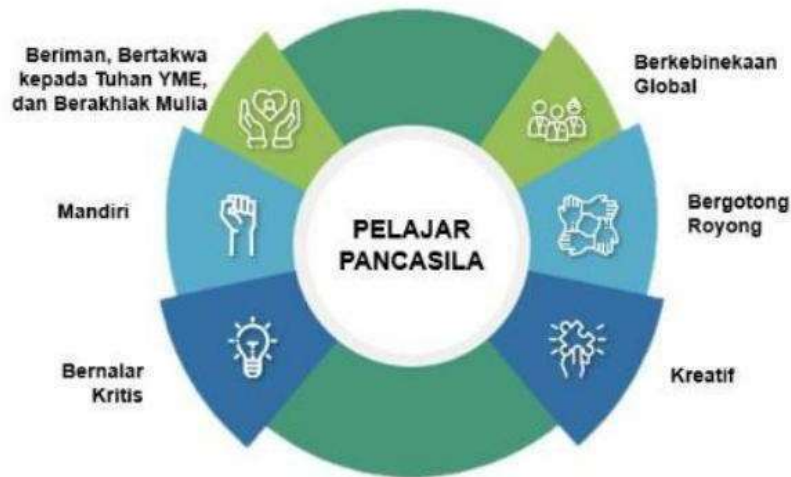 Beriman, Bertakwa
kepada Tuhan YME,
dan Berakhlak Mulia
Berkebinekaan
Global
Mandiri
PELAJAR
PANCASILA
Bergotong
Royong
Bernalar
Kritis
Kreatif